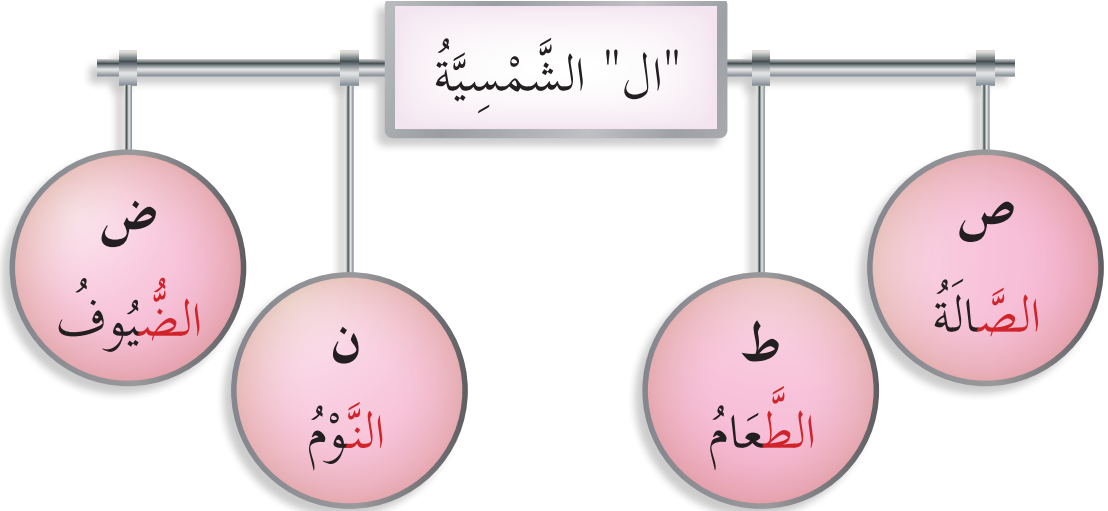 "ال" الشَّمْسِيَّةُ
ص
الصَّالَةُ
ط
الطَّعَامُ
ن
النَّوْمُ
ض
الضُّيُوفُ